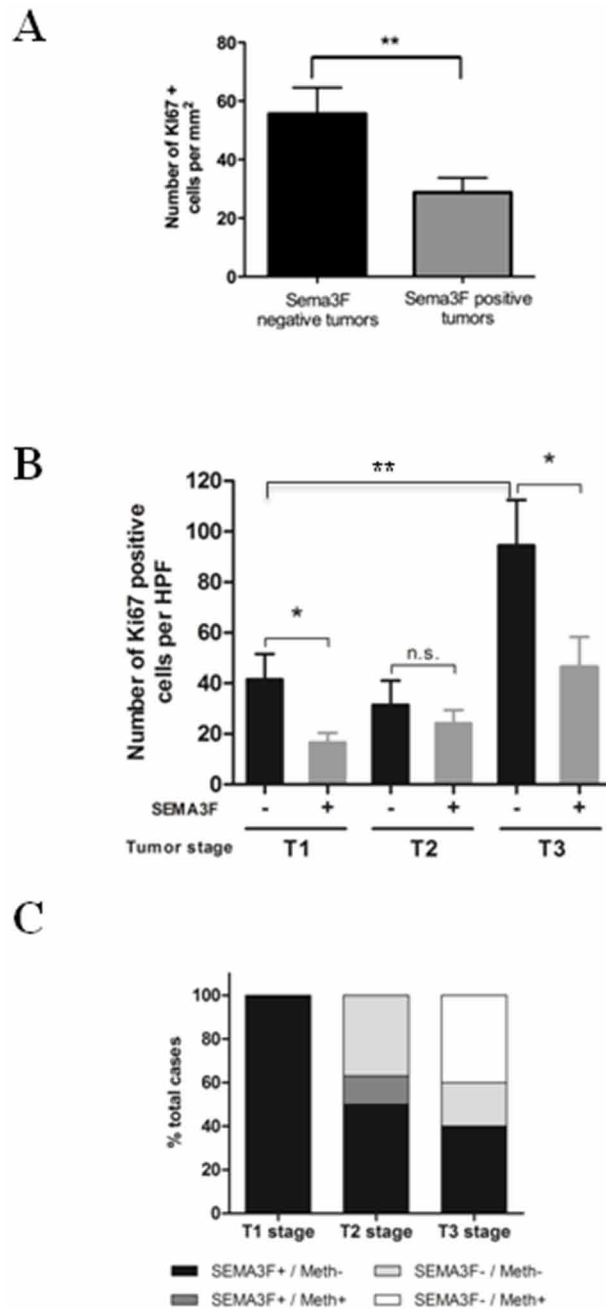 A
**
Number of Ki67 +
cells per mm2
80
60
40
20
0
Sema3F
negative tumors
Sema3F positive
tumors
B
**
*
*
n.s.
Number of Ki67 positive
cells per HPF
120
100
80
60
40
20
0
SEMA3F - + - + - +
Tumor stage T1 T2 T3
C
% total cases
100
80
60
40
20
0
T1 stage T2 stage T3 stage
SEMA3F+ / Meth- SEMA3F- / Meth-
SEMA3F+ / Meth+ SEMA3F- / Meth+